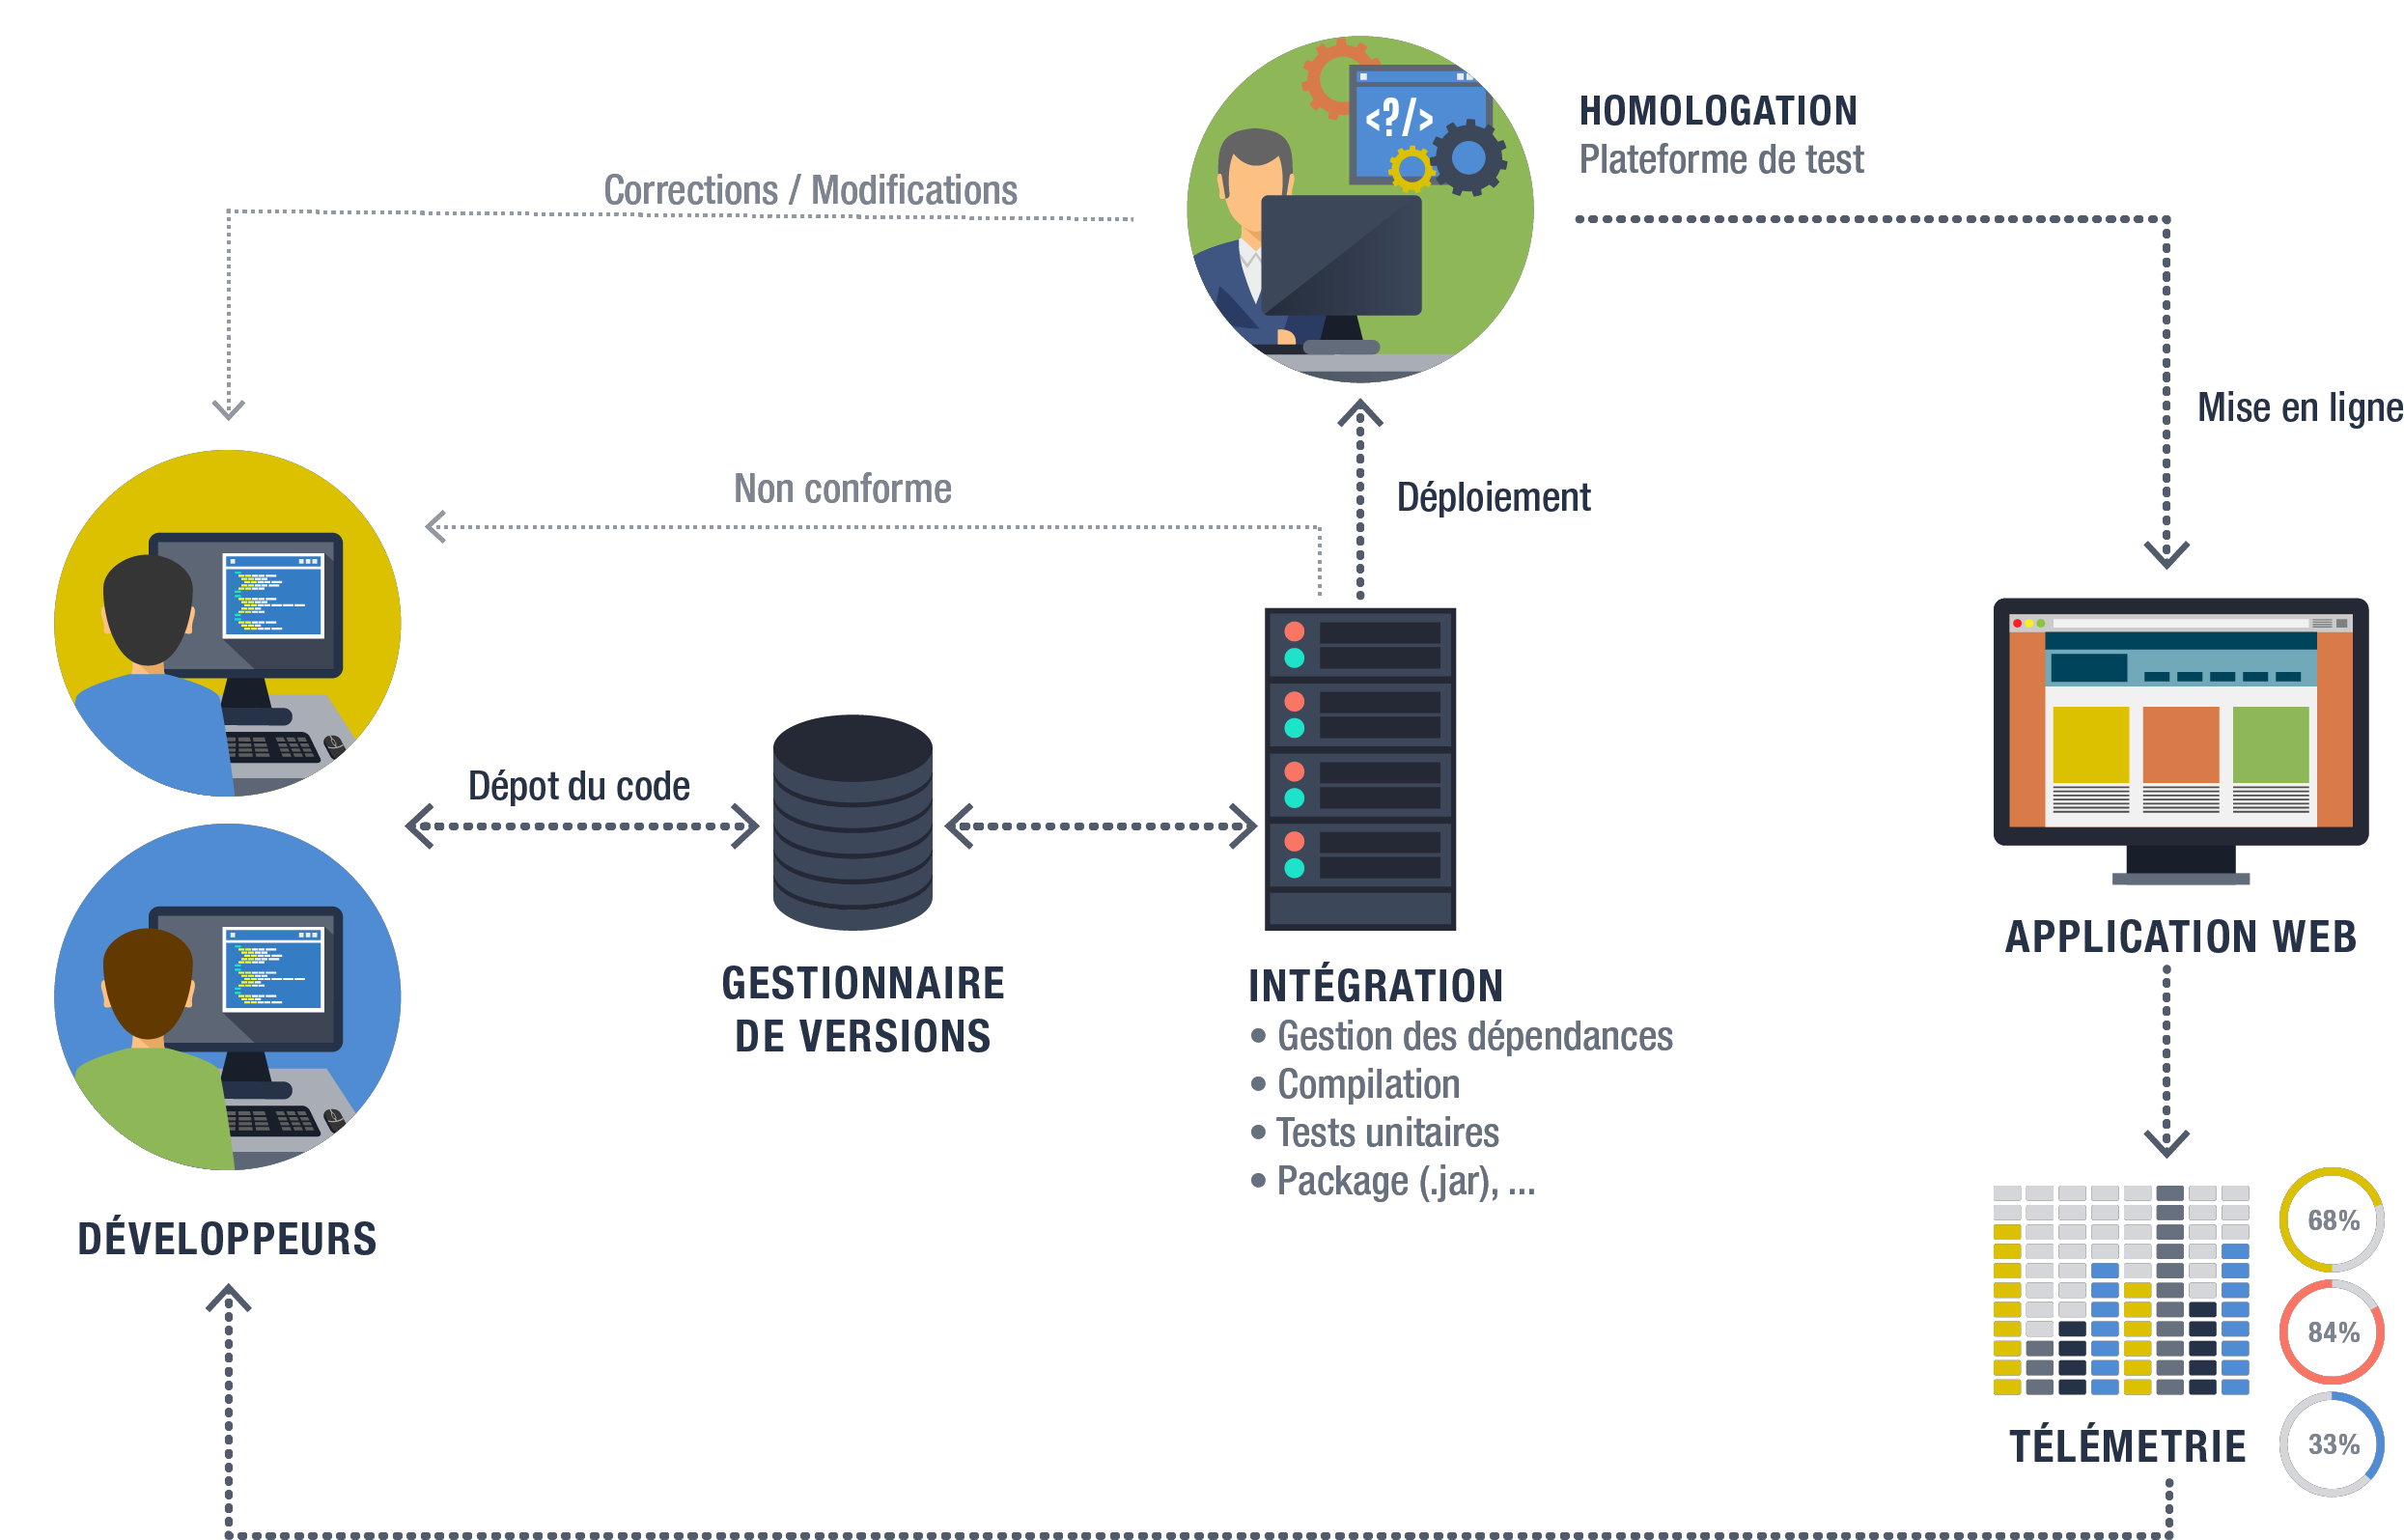 HOMOLOGATION
Plateforme de test
<?/>
Corrections / Modifications
Mise en ligne
Non conforme
Déploiement
Dépot du code
APPLICATION WEB
GESTIONNAIRE
DE VERSIONS
INTÉGRATION
• Gestion des dépendances
• Compilation
• Tests unitaires
• Package (.jar), ...
DÉVELOPPEURS
68%
84%
33%
TÉLÉMETRIE